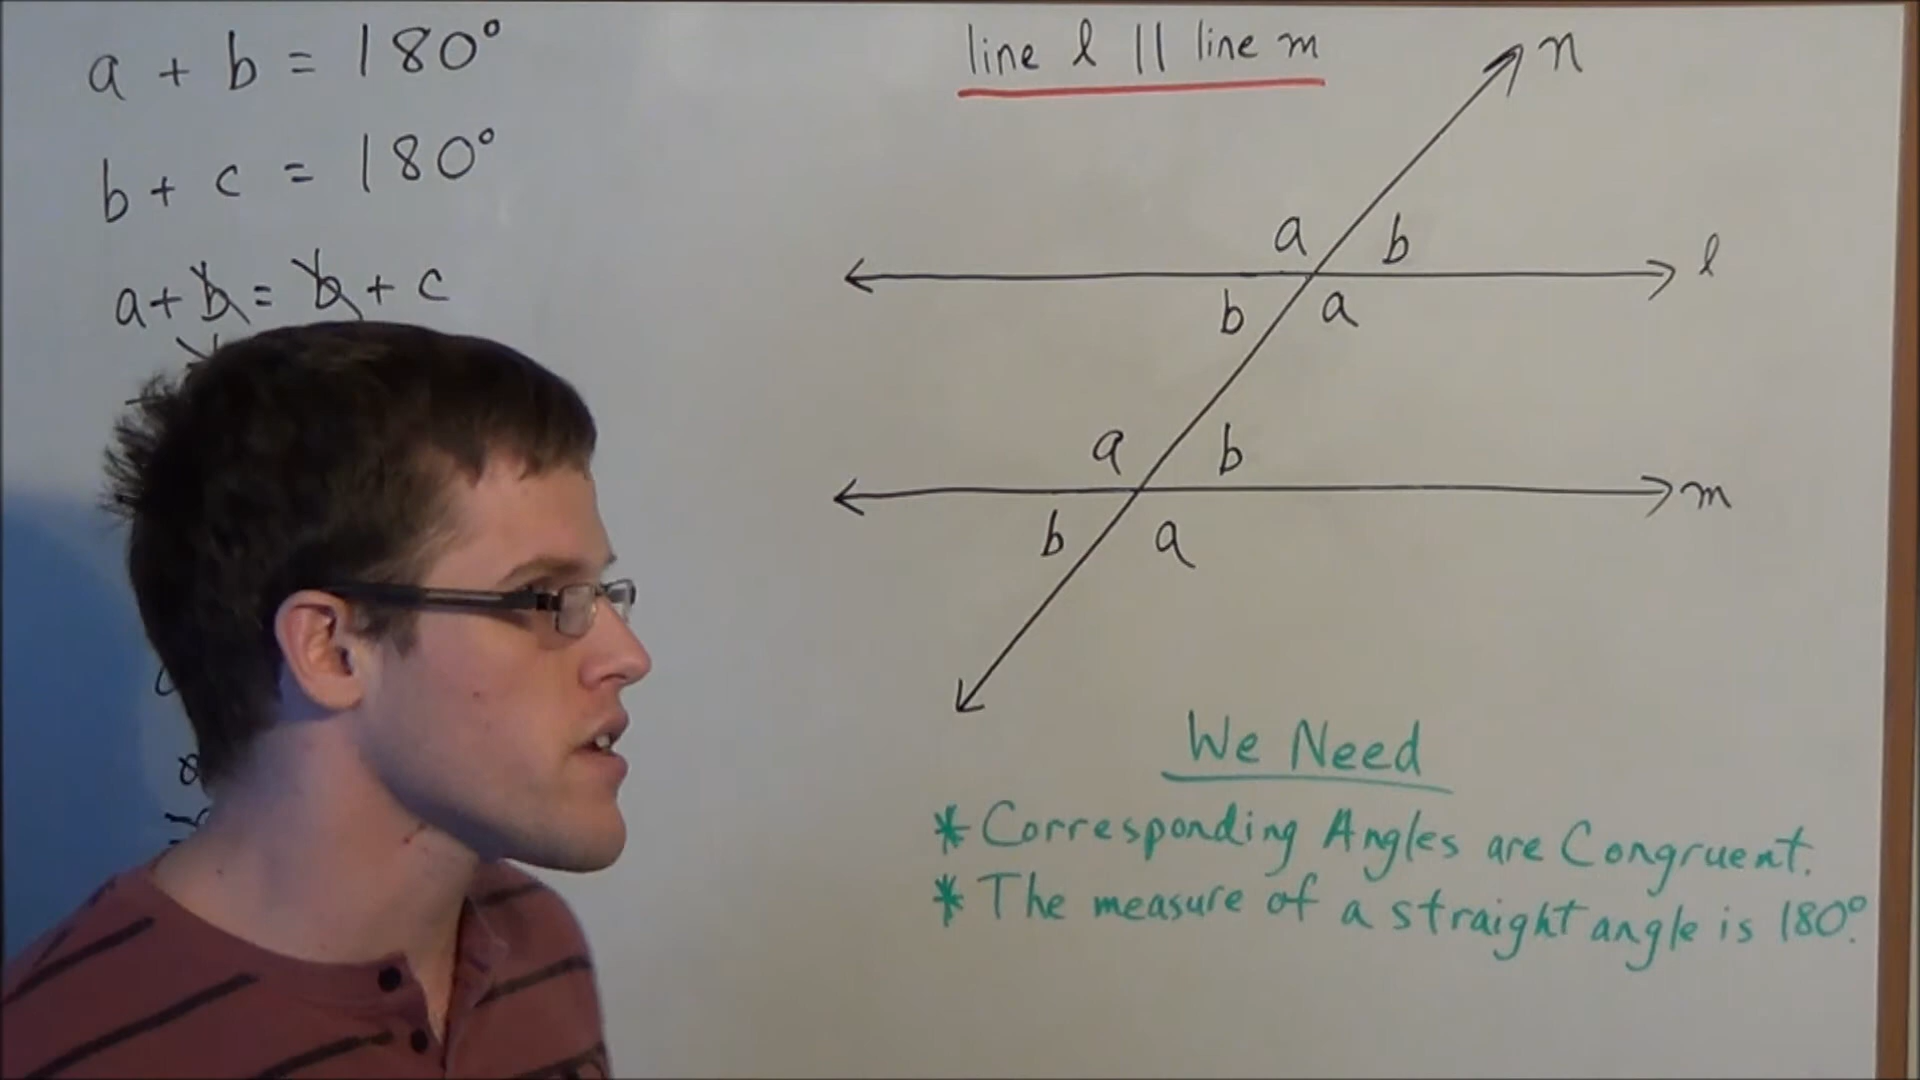 a + b = 180°
b + c = 180°
a + b = b + c
line l || line m
n
a b
l
b a
a b
m
b a
We Need
* Corresponding Angles are Congruent.
* The measure of a straight angle is 180°.